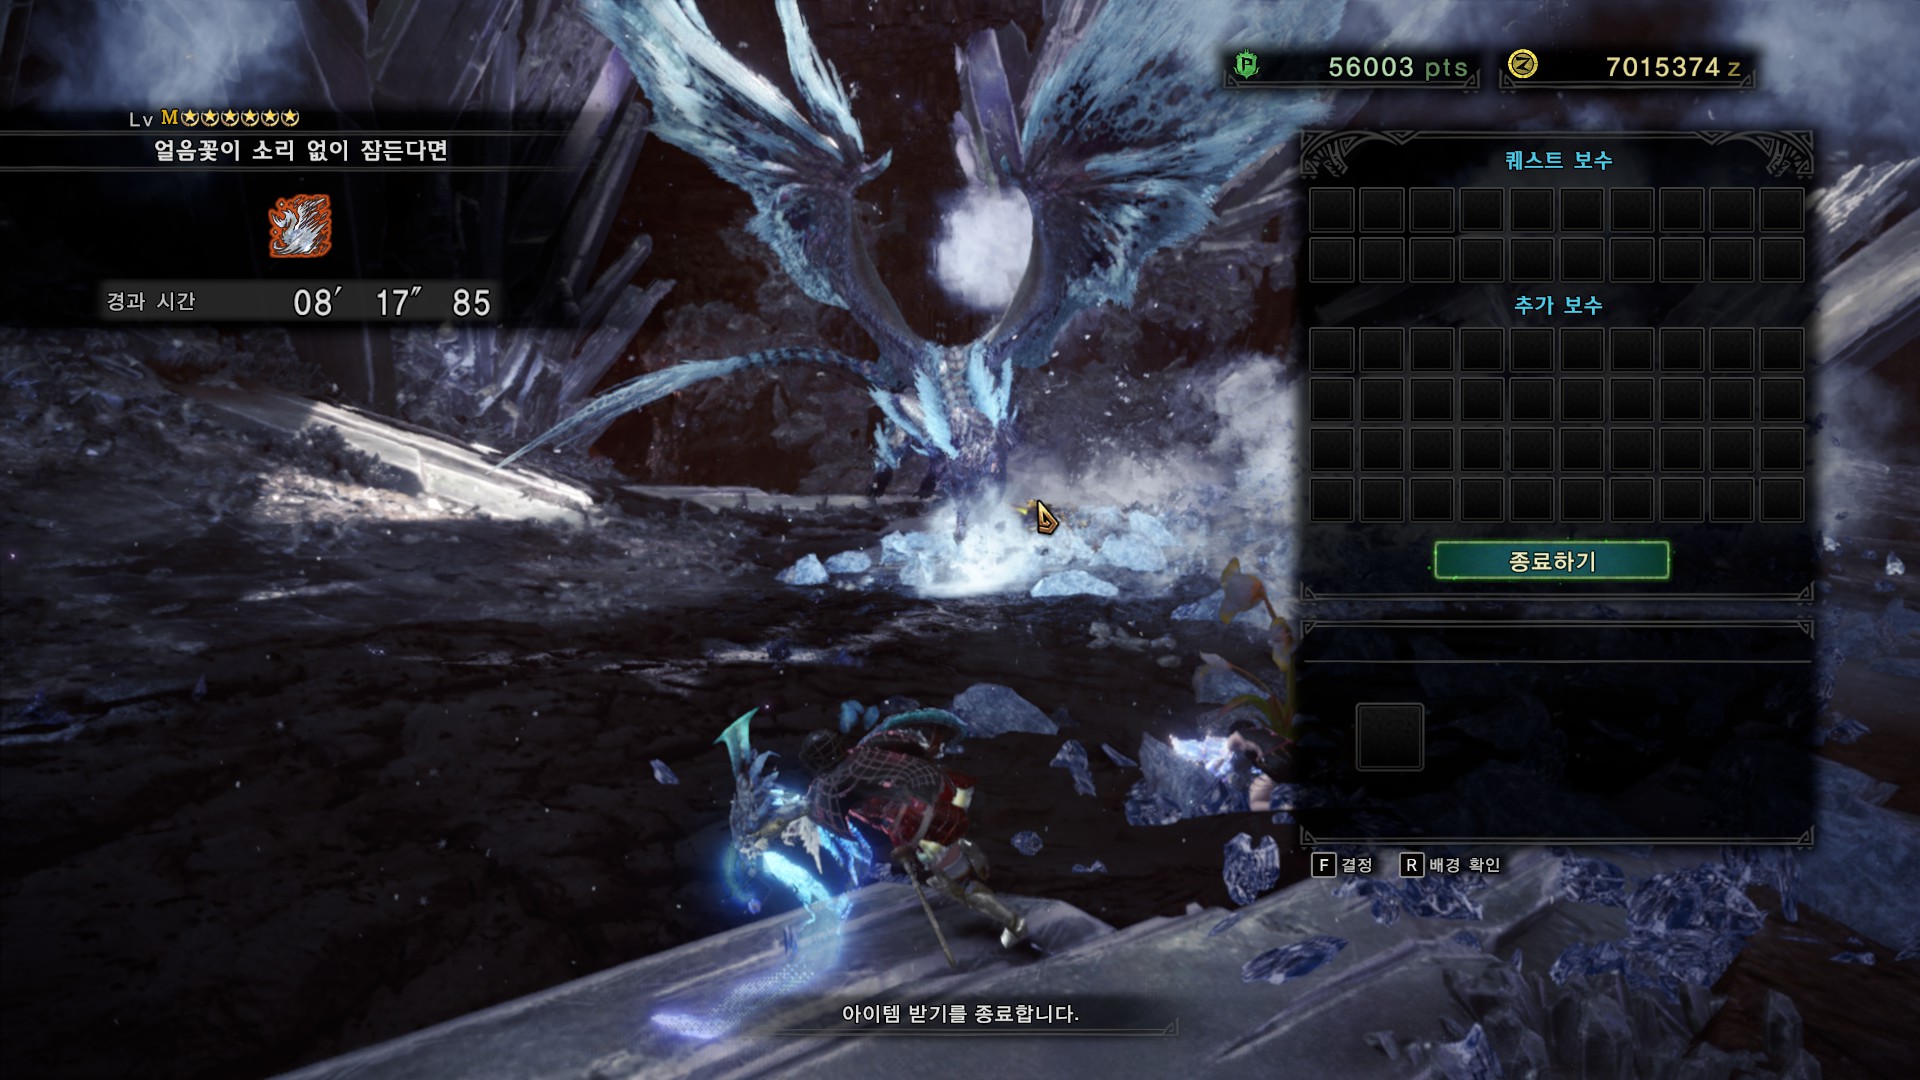 56003 pts
7015374 z
Lv M
얼음꽃이 소리 없이 잠든다면
경과 시간 08′ 17″ 85
퀘스트 보수
추가 보수
종료하기
F 결정 R 배경 확인
아이템 받기를 종료합니다.